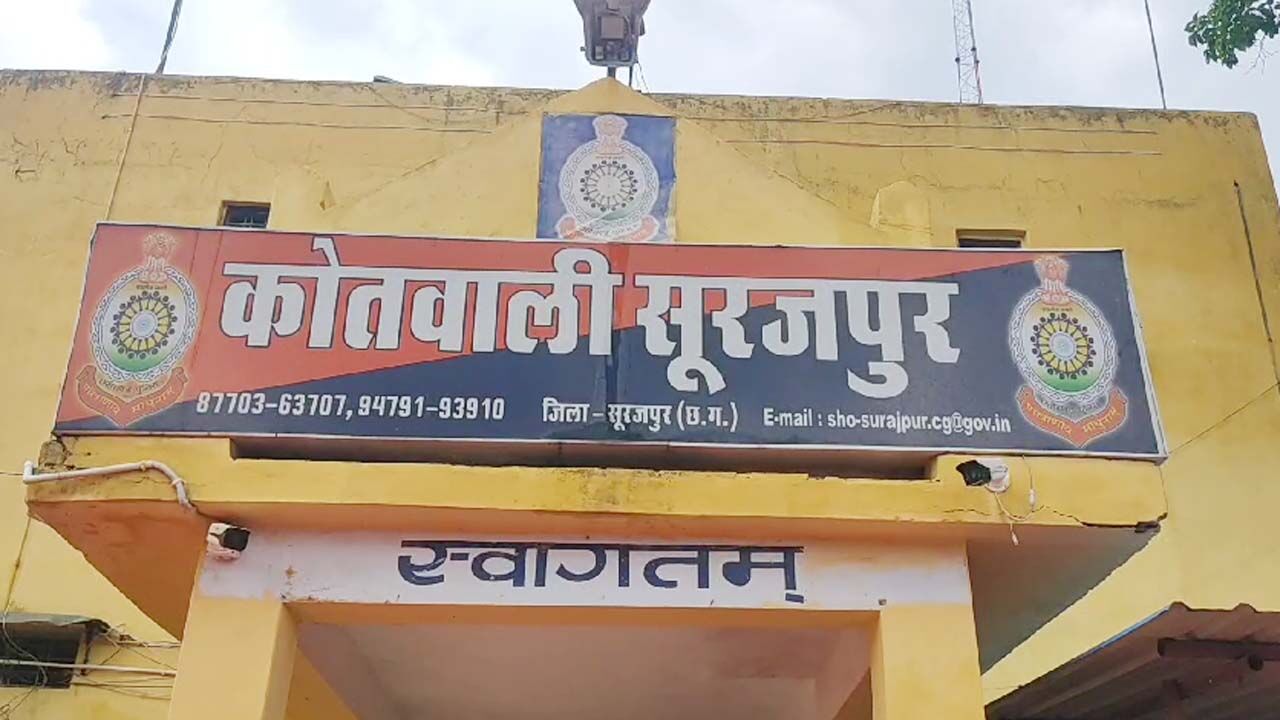 कोतवाली सूरजपुर
87703-63707, 94791-93910 जिला - सूरजपुर (छ.ग.) E-mail : sho-surajpur.cg@gov.in
स्वागतम्